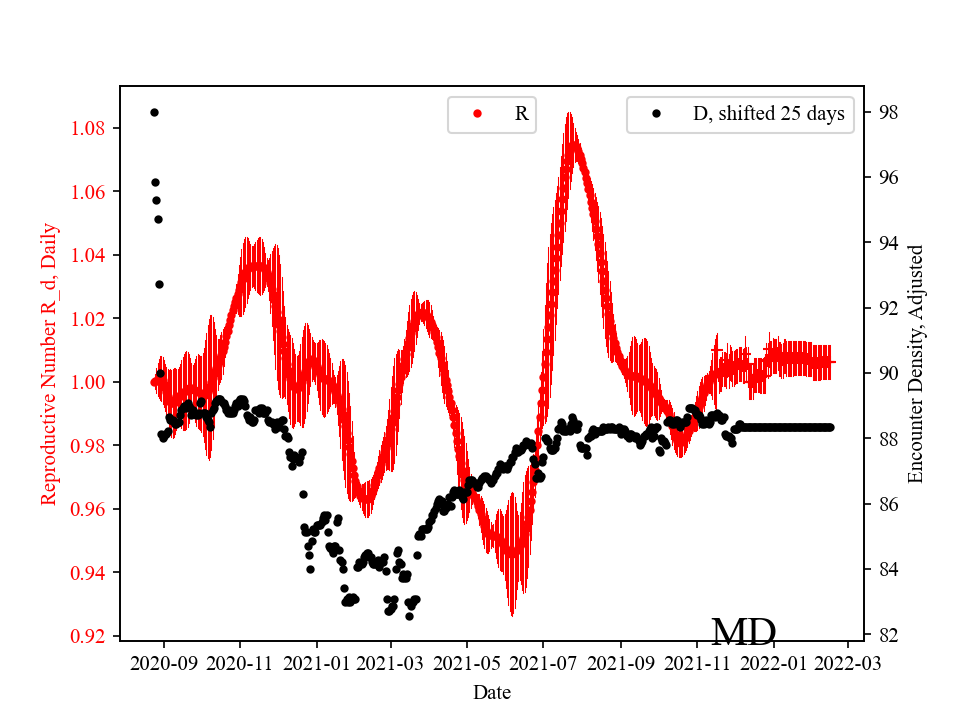 R
D, shifted 25 days
Reproductive Number R_d, Daily
1.08
1.06
1.04
1.02
1.00
0.98
0.96
0.94
0.92
98
96
94
92
90
88
86
84
82
Encounter Density, Adjusted
MD
2020-09 2020-11 2021-01 2021-03 2021-05 2021-07 2021-09 2021-11 2022-01 2022-03
Date